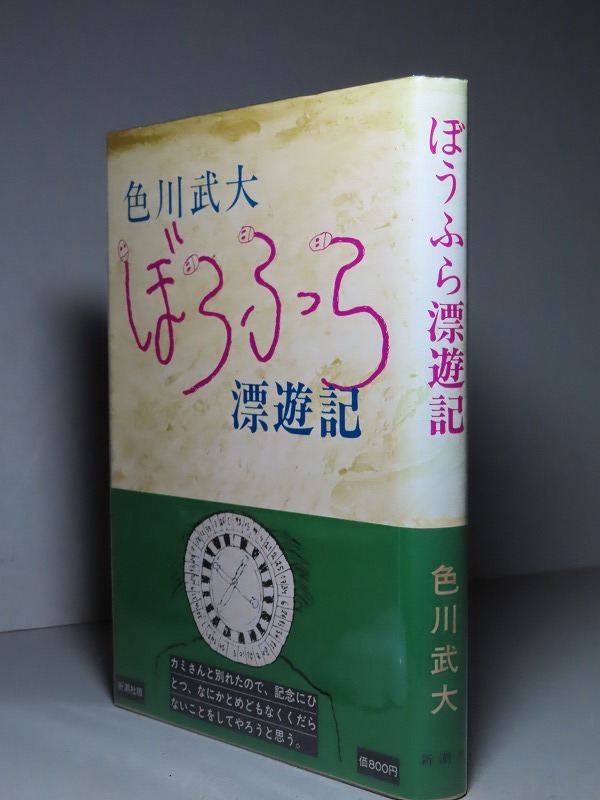 色川武大
ぼうふら
漂遊記
カミさんと別れたので、記念にひ
とつ、なにかとめどもなくくだら
ないことをしてやろうと思う。
新潮社版
価800円
ぼうふら漂遊記
色川武大
新潮